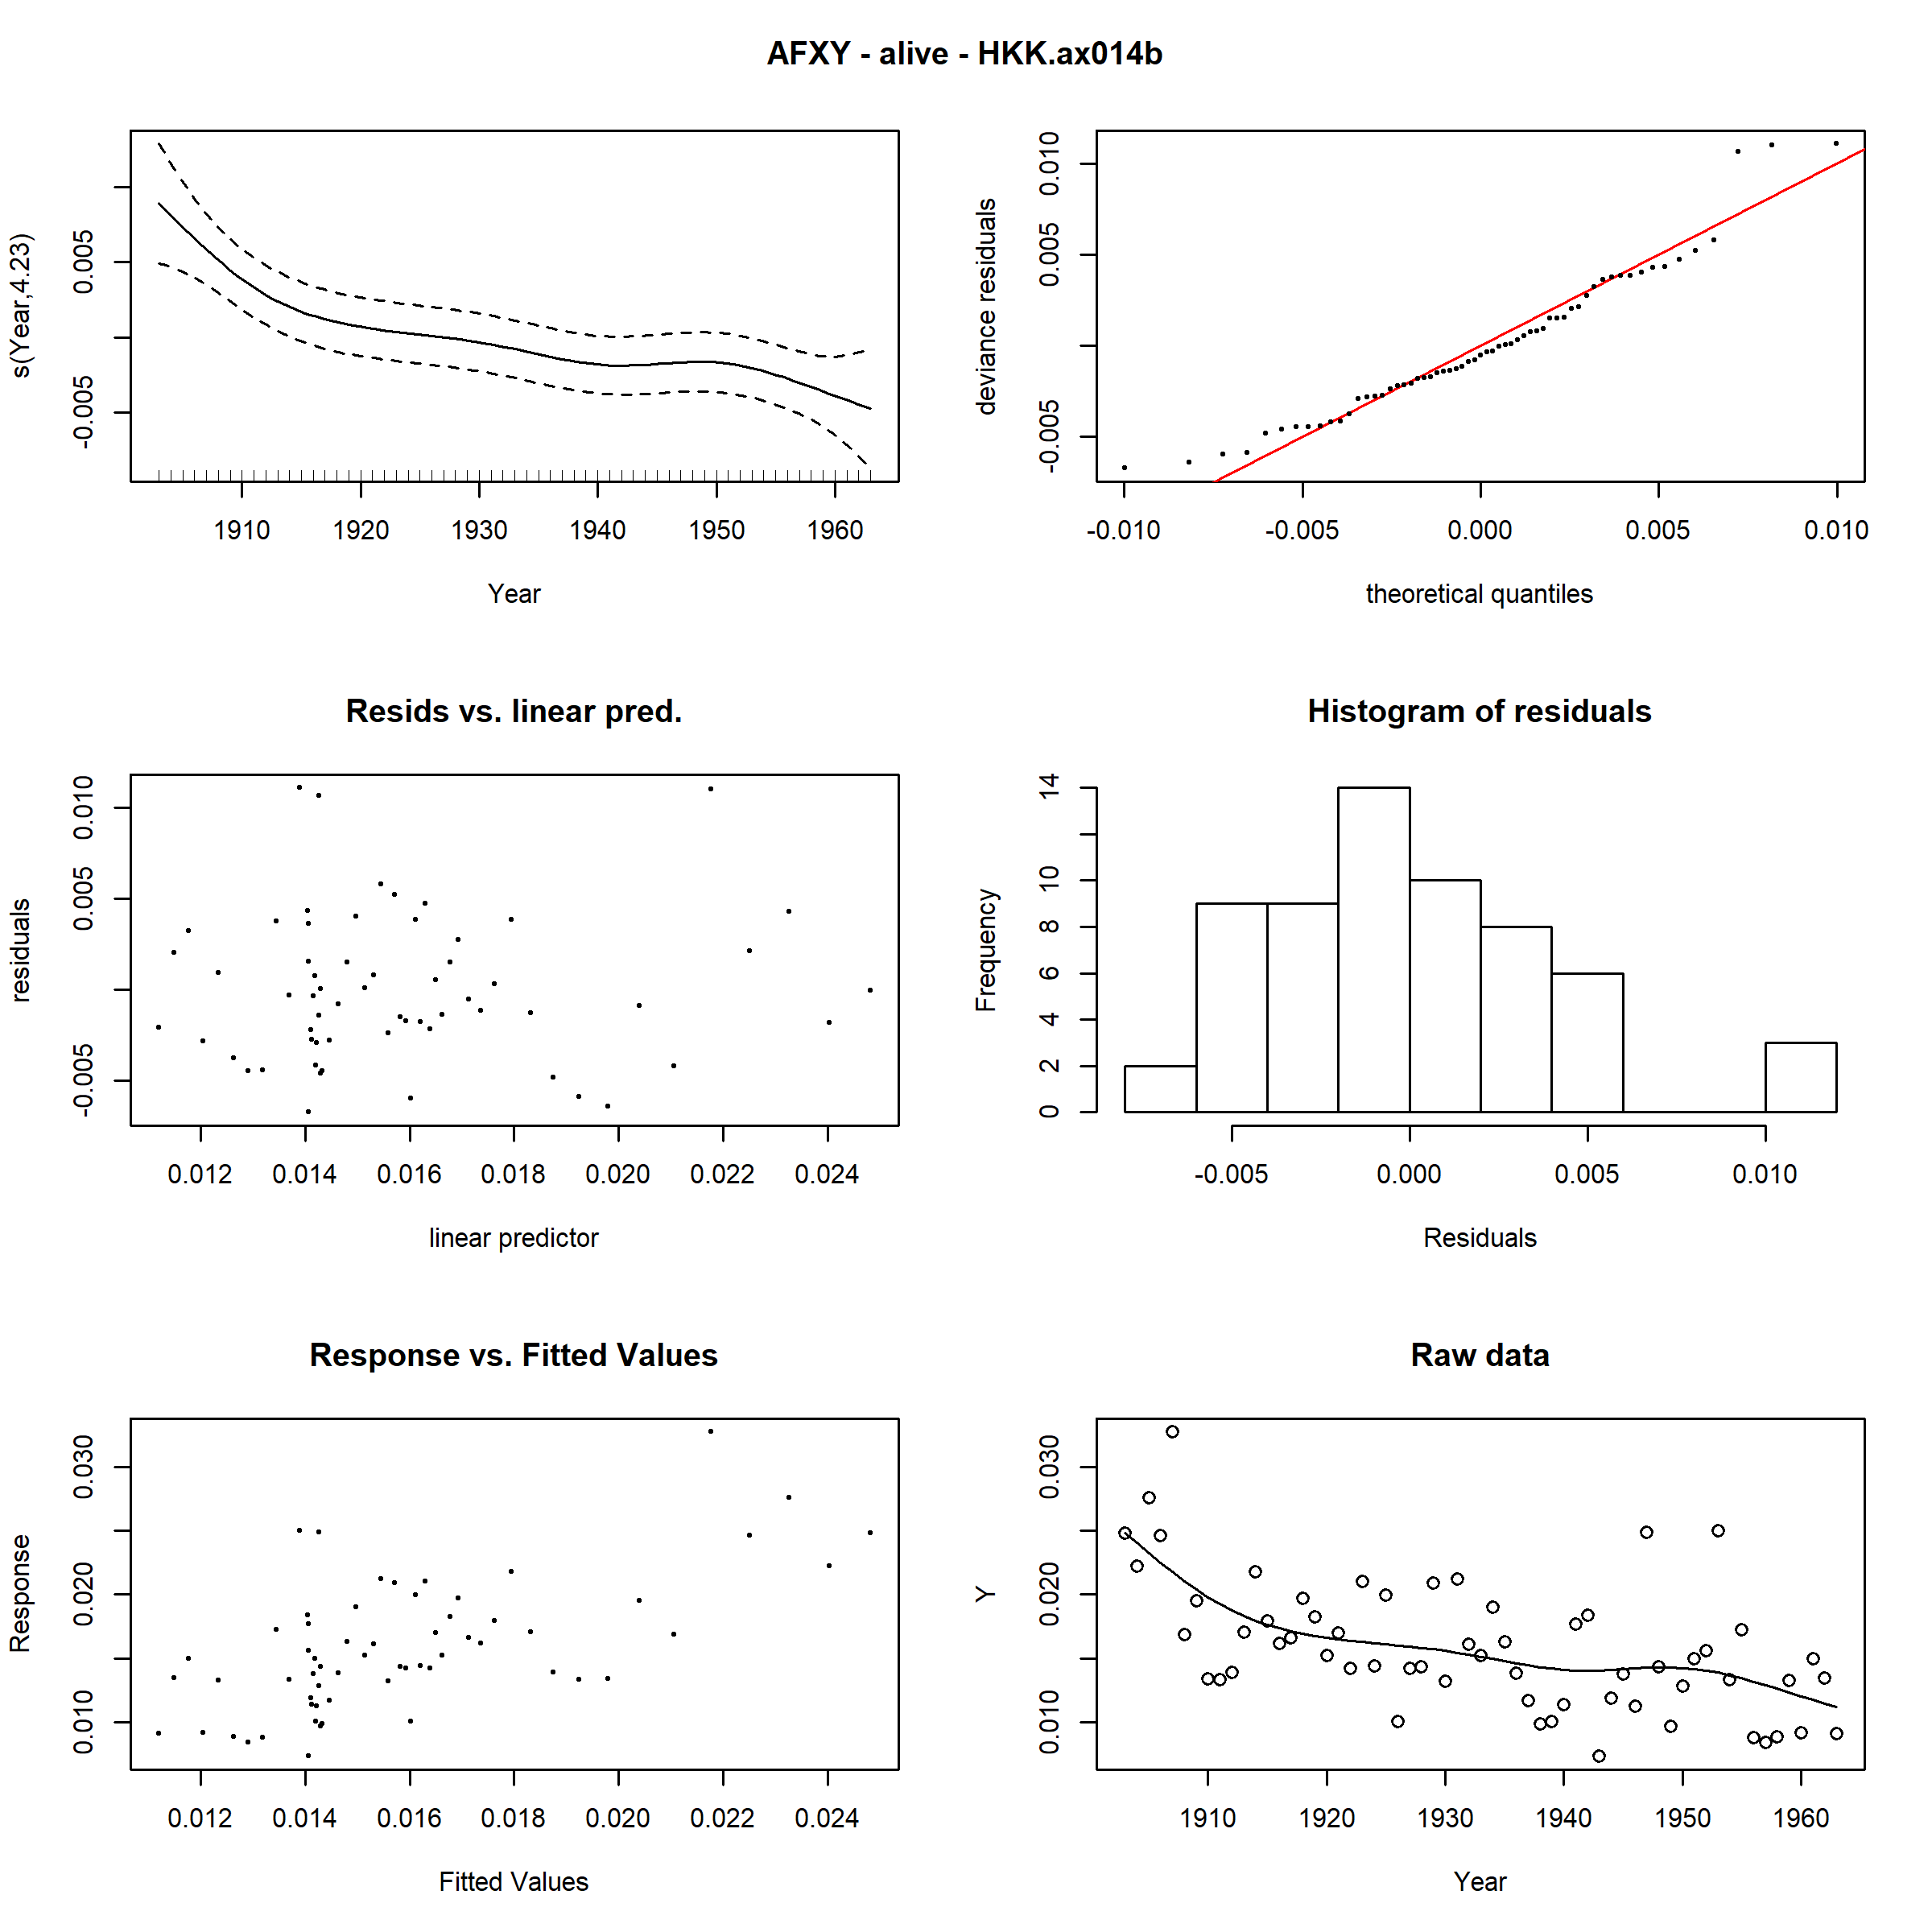 AFXY - alive - HKK.ax014b
s(Year,4.23)
-0.005 0.005
1910 1920 1930 1940 1950 1960
Year
deviance residuals
-0.005 0.005 0.010
-0.010 -0.005 0.000 0.005 0.010
theoretical quantiles
Resids vs. linear pred.
residuals
-0.005 0.005 0.010
0.012 0.014 0.016 0.018 0.020 0.022 0.024
linear predictor
Histogram of residuals
Frequency
0 2 4 6 8 10 14
-0.005 0.000 0.005 0.010
Residuals
Response vs. Fitted Values
Response
0.010 0.020 0.030
0.012 0.014 0.016 0.018 0.020 0.022 0.024
Fitted Values
Raw data
Y
0.010 0.020 0.030
1910 1920 1930 1940 1950 1960
Year